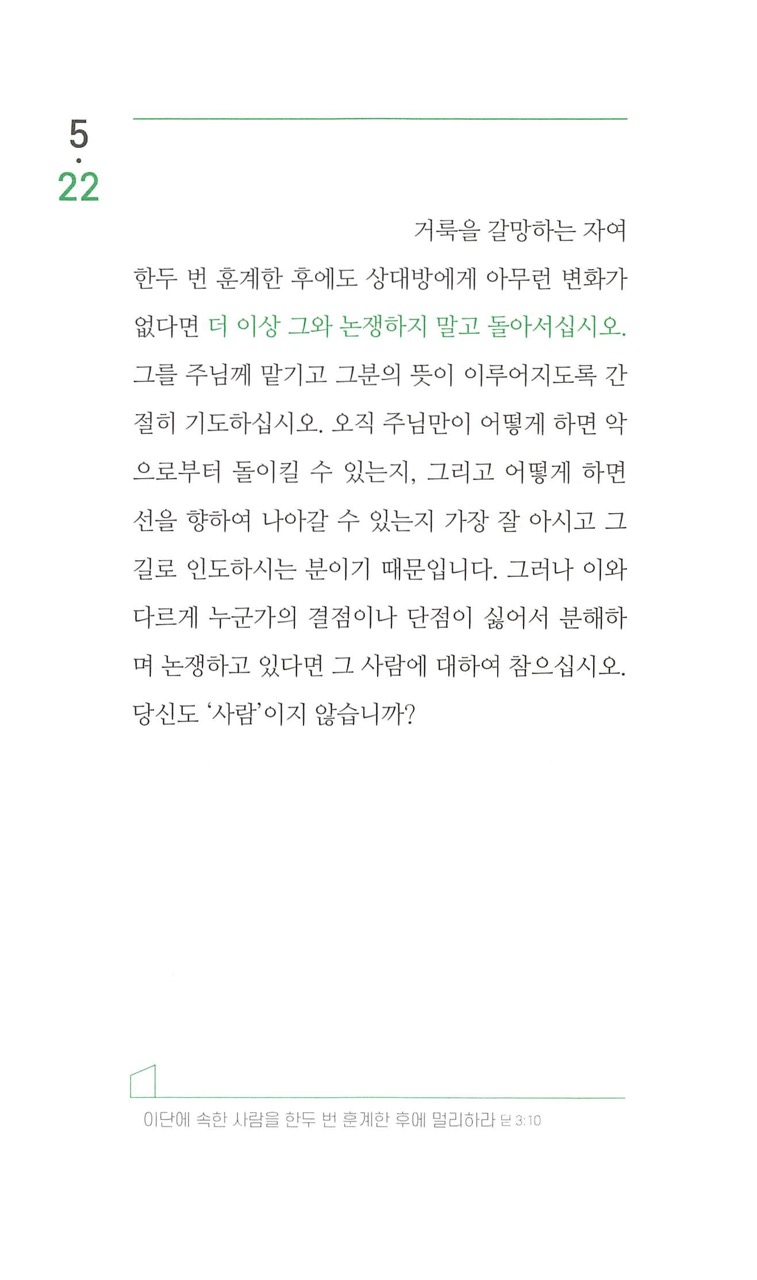 5
.
22
거룩을 갈망하는 자여
한두 번 훈계한 후에도 상대방에게 아무런 변화가
없다면 더 이상 그와 논쟁하지 말고 돌아서십시오.
그를 주님께 맡기고 그분의 뜻이 이루어지도록 간
절히 기도하십시오. 오직 주님만이 어떻게 하면 악
으로부터 돌이킬 수 있는지, 그리고 어떻게 하면
선을 향하여 나아갈 수 있는지 가장 잘 아시고 그
길로 인도하시는 분이기 때문입니다. 그러나 이와
다르게 누군가의 결점이나 단점이 싫어서 분해하
며 논쟁하고 있다면 그 사람에 대하여 참으십시오.
당신도 ‘사람’이지 않습니까?
이단에 속한 사람을 한두 번 훈계한 후에 멀리하라 딛 3:10